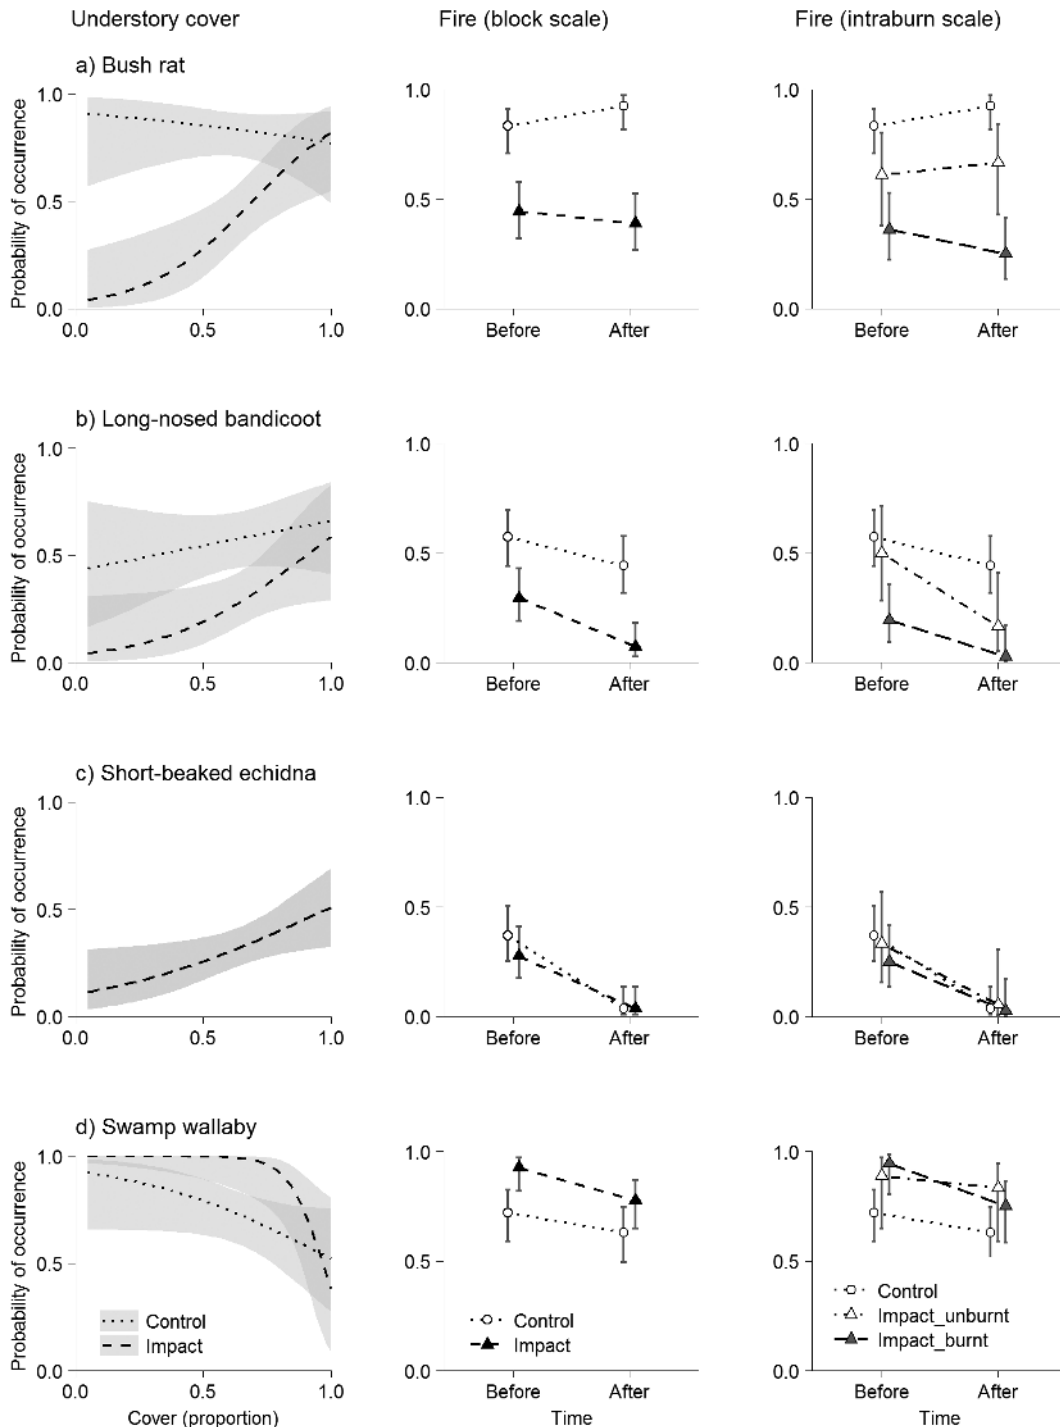 Understory cover
Fire (block scale)
Fire (intraburn scale)
a) Bush rat
Probability of occurrence
1.0
0.5
0.0
0.0
0.5
1.0
1.0
0.5
0.0
Before
After
1.0
0.5
0.0
Before
After
b) Long-nosed bandicoot
Probability of occurrence
1.0
0.5
0.0
0.0
0.5
1.0
1.0
0.5
0.0
Before
After
1.0
0.5
0.0
Before
After
c) Short-beaked echidna
Probability of occurrence
1.0
0.5
0.0
0.0
0.5
1.0
1.0
0.5
0.0
Before
After
1.0
0.5
0.0
Before
After
d) Swamp wallaby
Probability of occurrence
1.0
0.5
0.0
Control
Impact
0.0
0.5
1.0
Cover (proportion)
1.0
0.5
0.0
Control
Impact
Before
After
Time
1.0
0.5
0.0
Control
Impact_unburnt
Impact_burnt
Before
After
Time